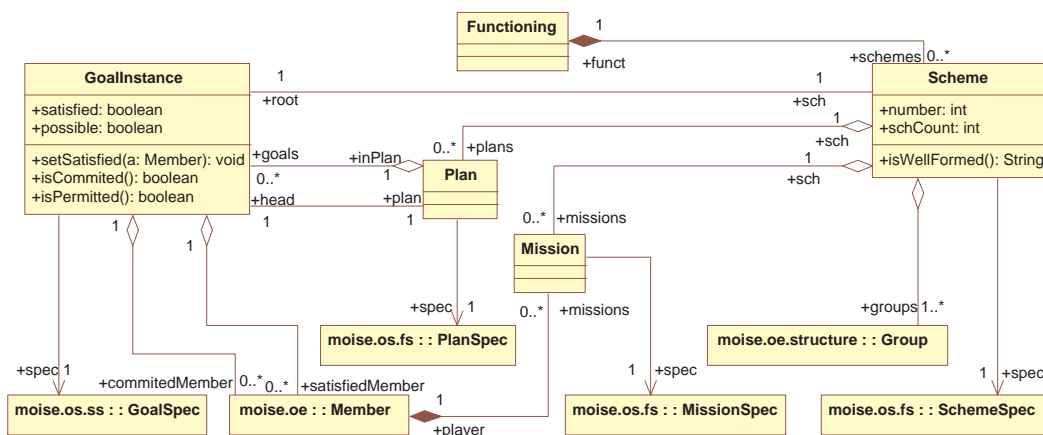 Functioning
1
+funct
+schemes 0..*
GoalInstance
+satisfied: boolean
+possible: boolean
+setSatisfied(a: Member): void
+isCommited(): boolean
+isPermitted(): boolean
Scheme
+number: int
+schCount: int
+isWellFormed(): String
1
+root
1
+sch
1
+sch
0..*
+plans
+goals
0..*
+inPlan
1
Plan
+head
1
+plan
1
1
+sch
0..*
+missions
Mission
1
1
+spec 1
0..*
+missions
+groups 1..*
moise.os.fs : : PlanSpec
moise.oe.structure : : Group
+spec 1
+commitedMember
0..*
0..*
+satisfiedMember
1
+spec
1
+spec
moise.os.ss : : GoalSpec
moise.oe : : Member
1
+player
moise.os.fs : : MissionSpec
moise.os.fs : : SchemeSpec